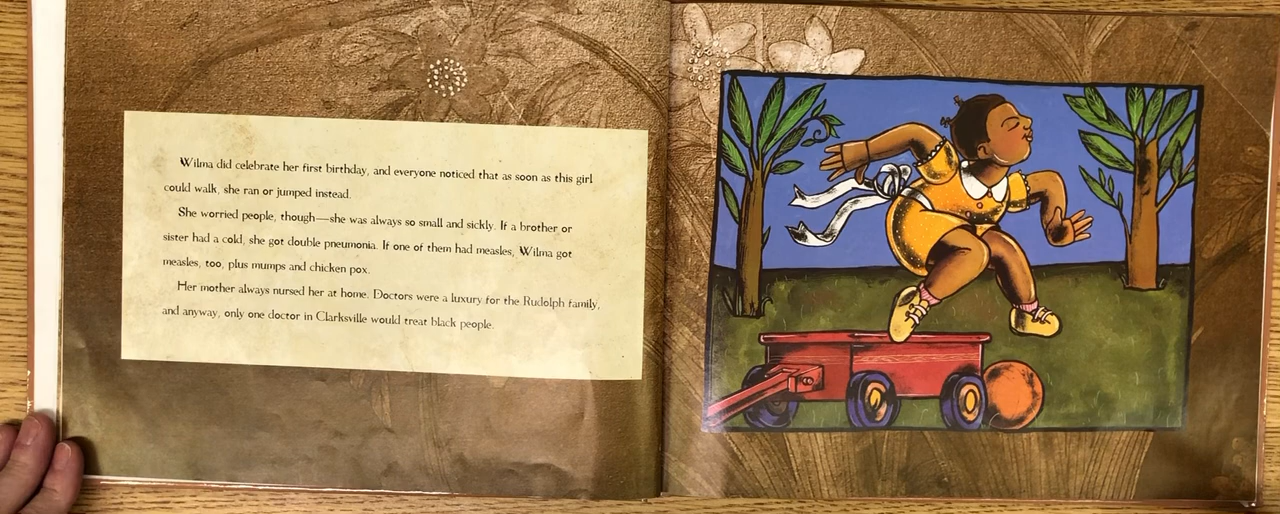 Wilma did celebrate her first birthday, and everyone noticed that as soon as this girl
could walk, she ran or jumped instead.
She worried people, though—she was always so small and sickly. If a brother or
sister had a cold, she got double pneumonia. If one of them had measles, Wilma got
measles, too, plus mumps and chicken pox.
Her mother always nursed her at home. Doctors were a luxury for the Rudolph family,
and anyway, only one doctor in Clarksville would treat black people.